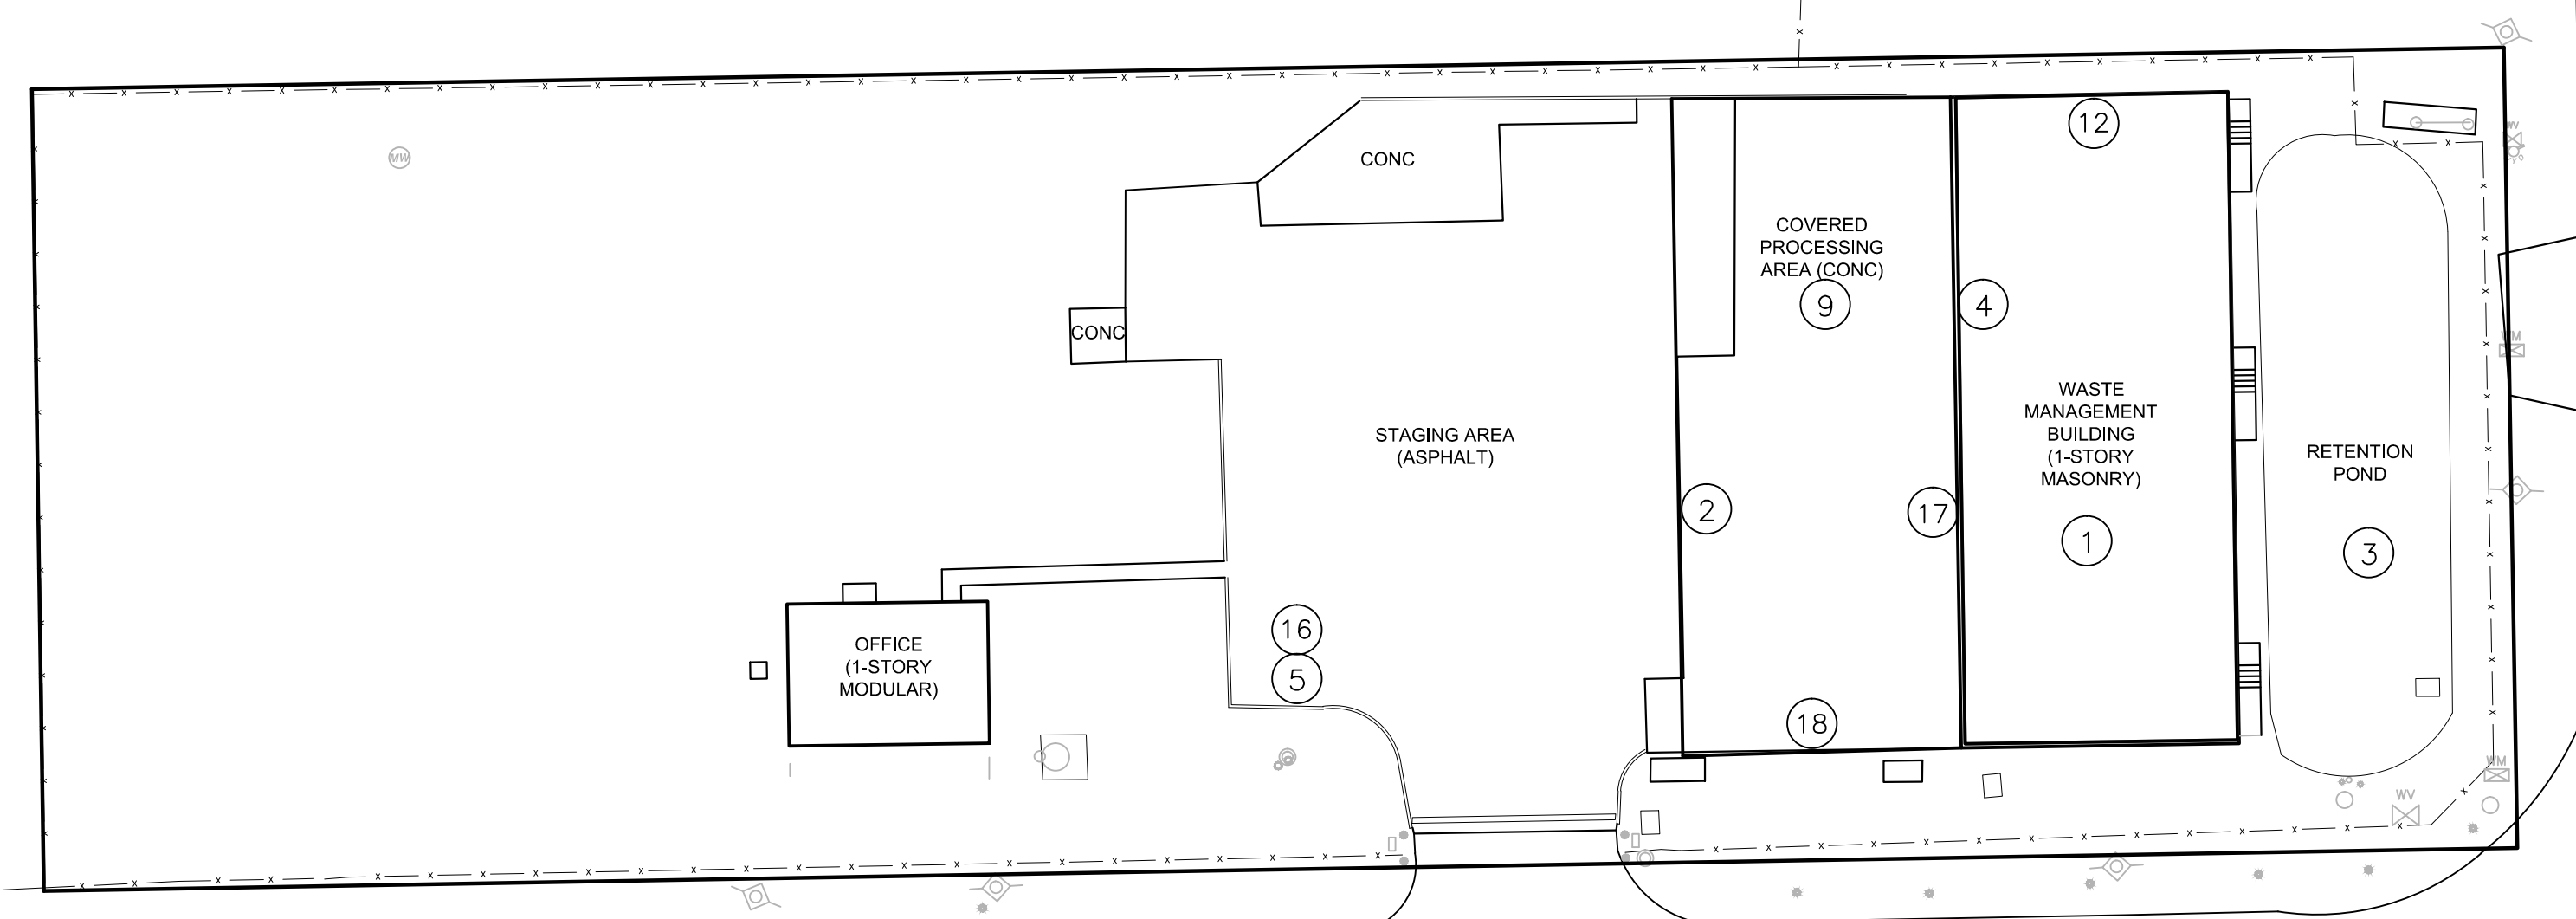 12
MW
WV
CONC
COVERED
PROCESSING
AREA (CONC)
9
4
CONC
WM
WASTE
MANAGEMENT
BUILDING
(1-STORY
MASONRY)
1
STAGING AREA
(ASPHALT)
RETENTION
POND
3
2
17
16
5
OFFICE
(1-STORY
MODULAR)
18
WM
WV